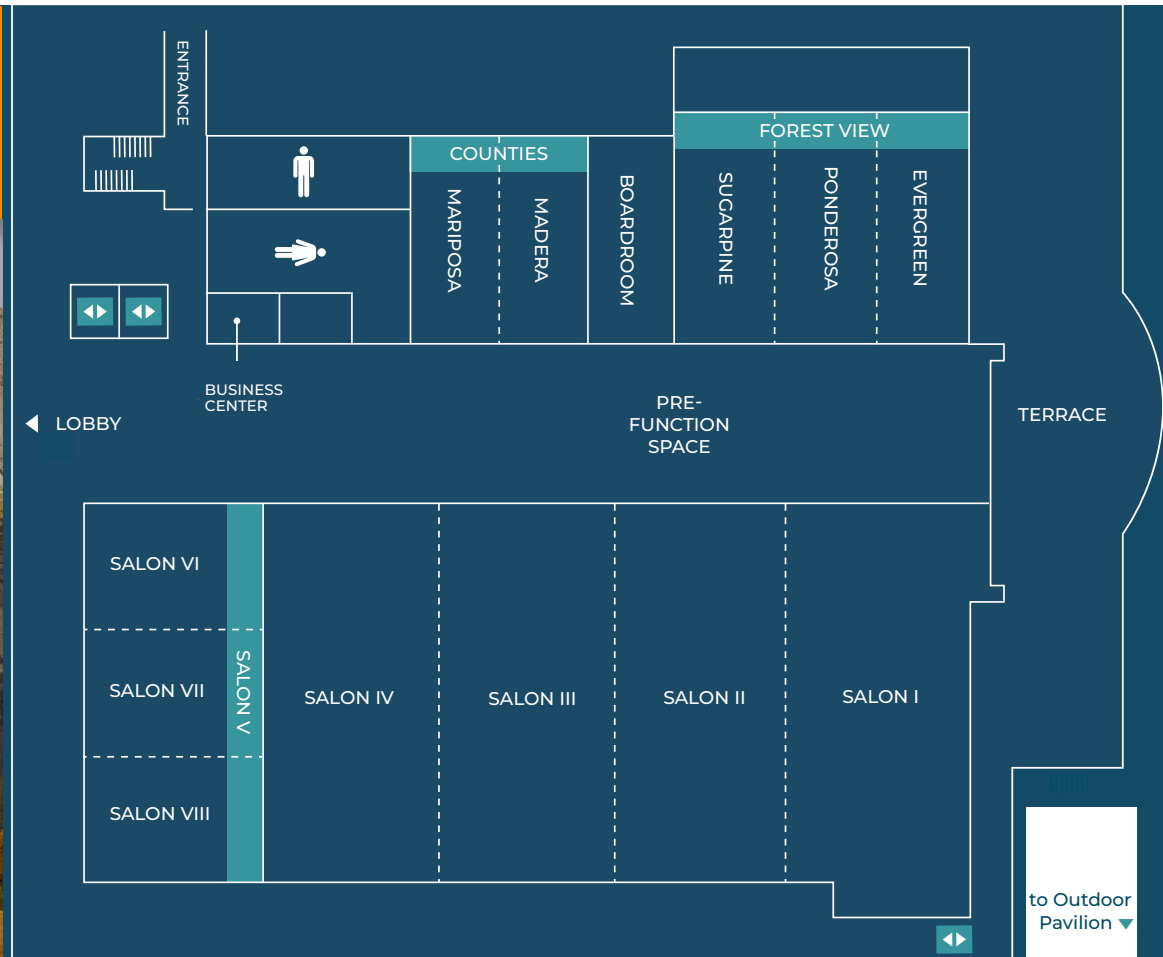 ENTRANCE
COUNTIES
FOREST VIEW
MARIPOSA
MADERA
BOARDROOM
SUGARPINE
PONDEROSA
EVERGREEN
BUSINESS
CENTER
LOBBY
PRE-
FUNCTION
SPACE
TERRACE
SALON VI
SALON VII
SALON VIII
SALON V
SALON IV
SALON III
SALON II
SALON I
to Outdoor
Pavilion